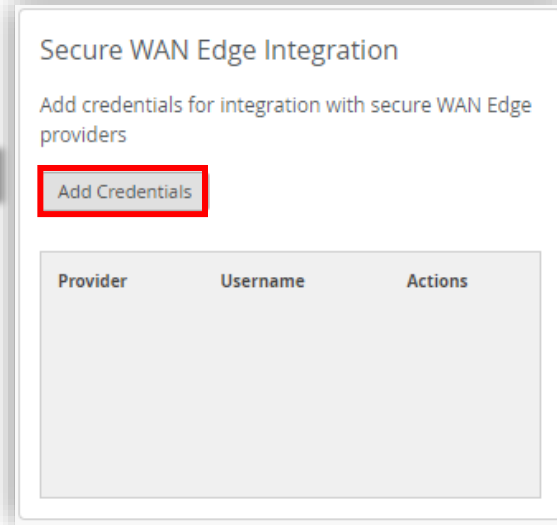 Secure WAN Edge Integration
Add credentials for integration with secure WAN Edge
providers
Add Credentials
Provider Username Actions